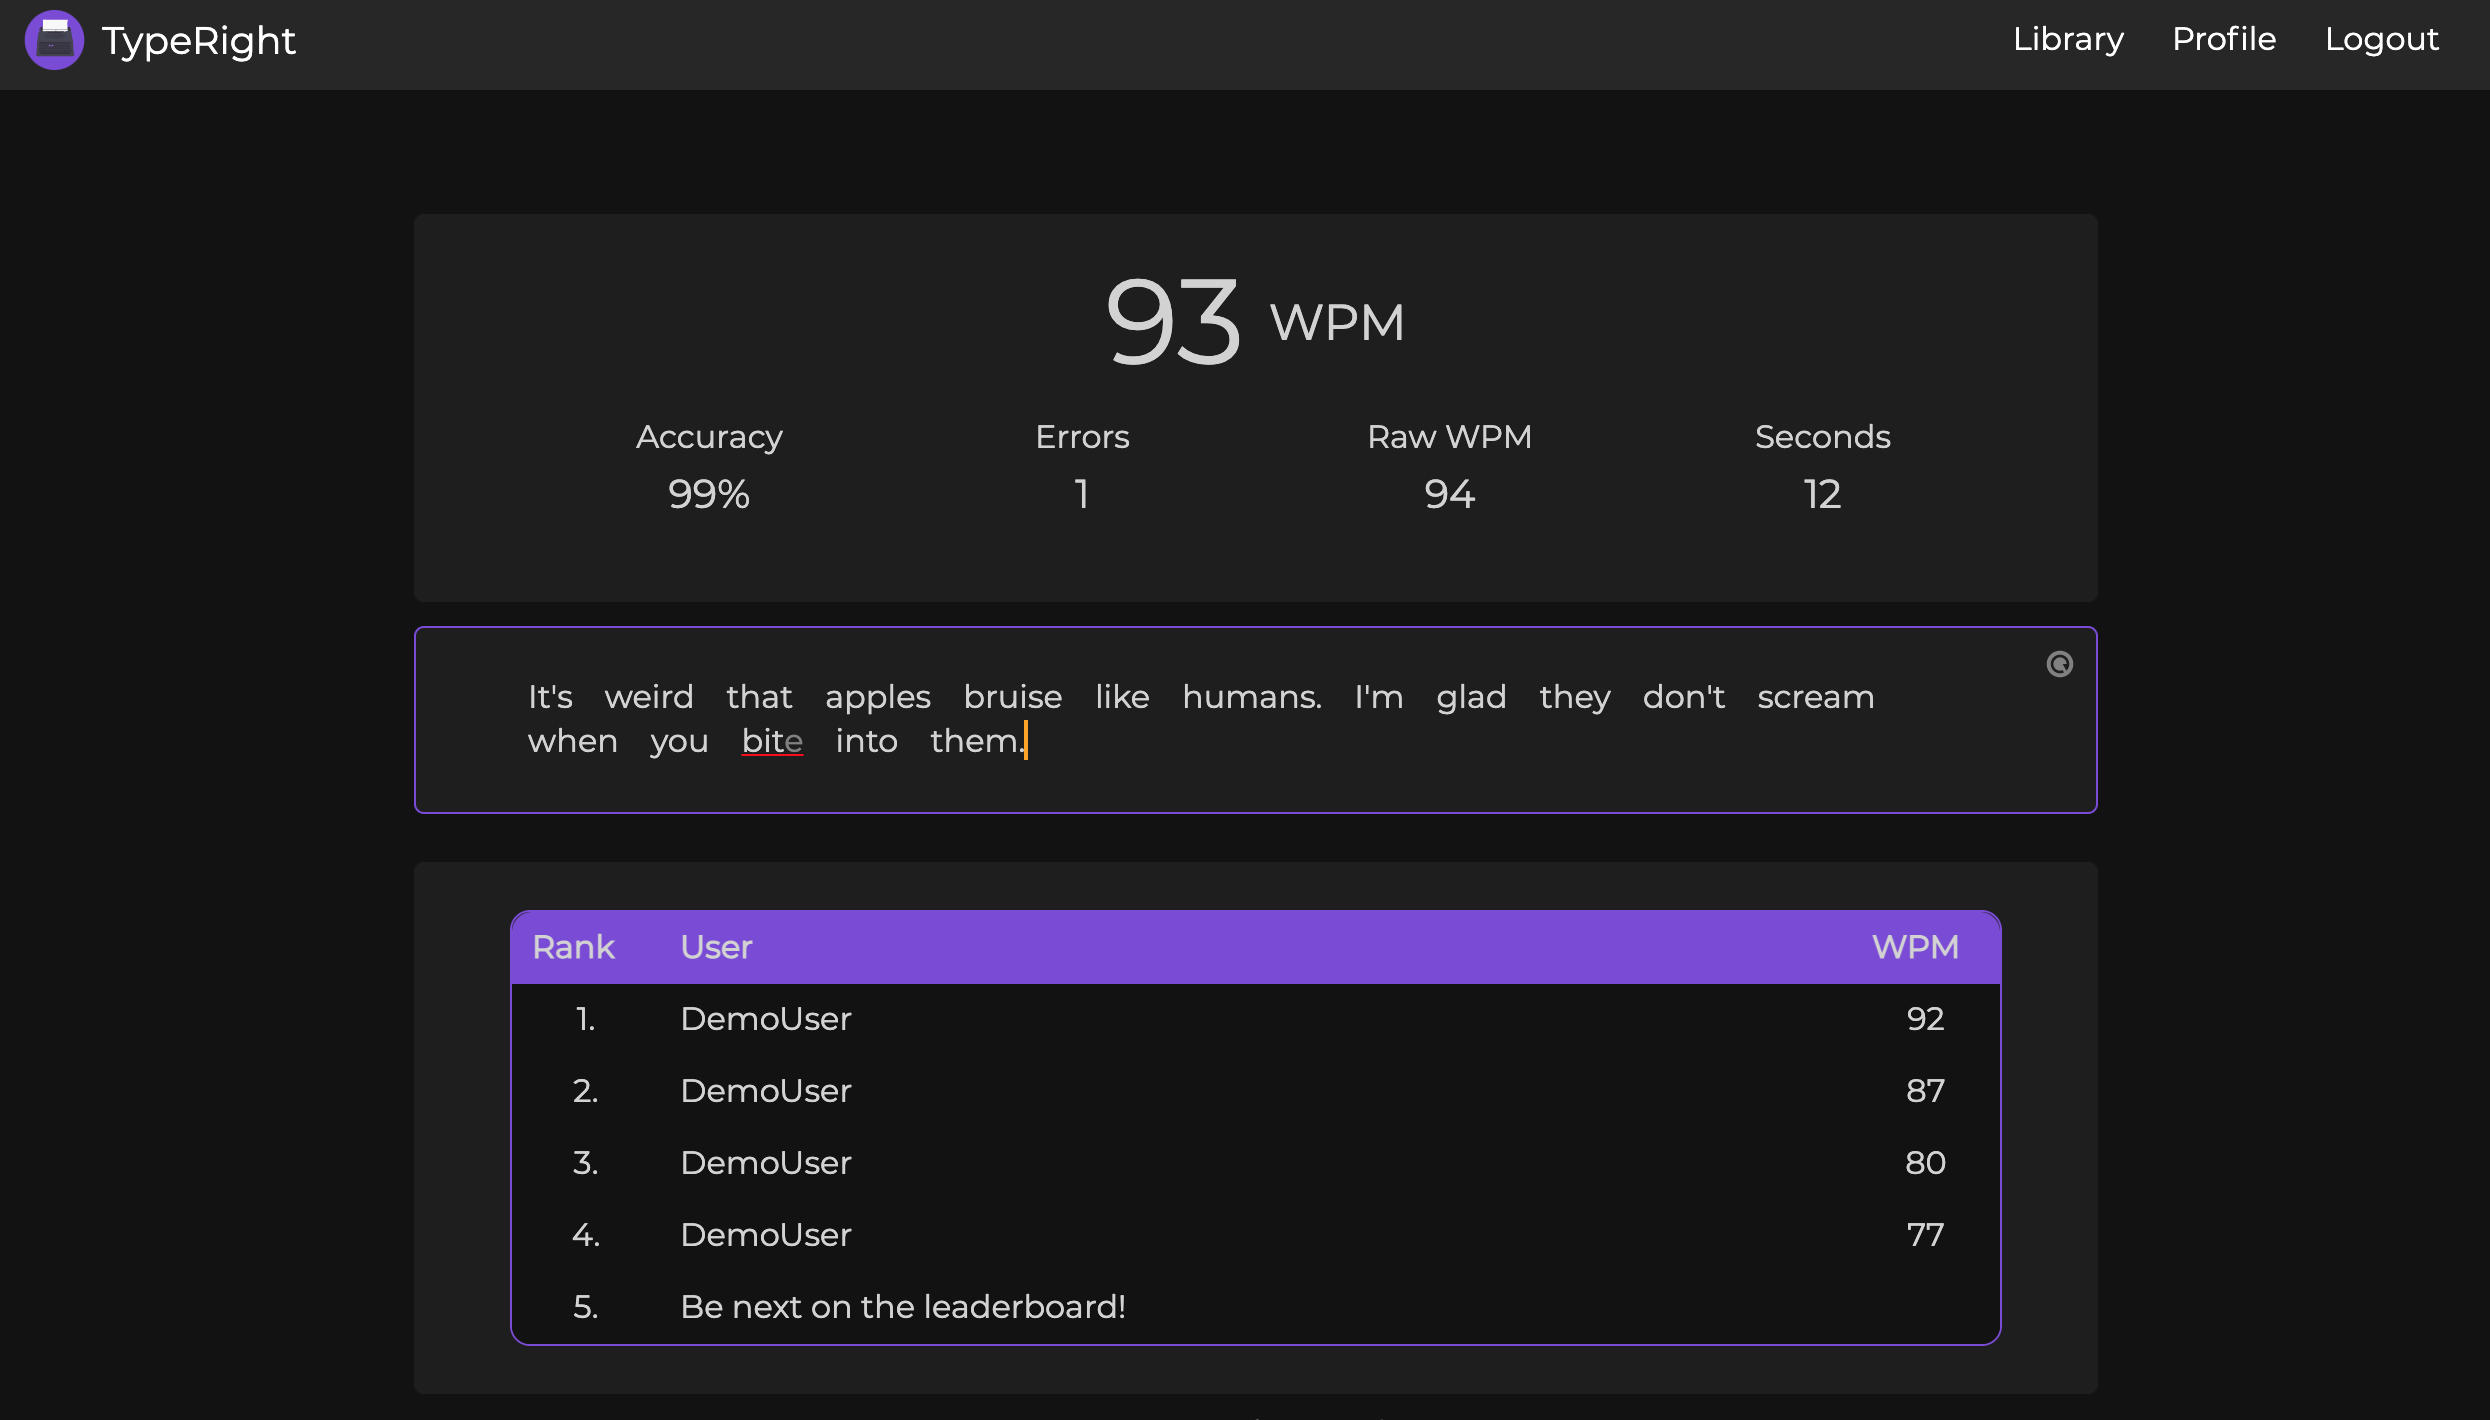 TypeRight Library Profile Logout
93 WPM
Accuracy Errors Raw WPM Seconds
99% 1 94 12
It's weird that apples bruise like humans. I'm glad they don't scream
when you bite into them.
Rank User WPM
1. DemoUser 92
2. DemoUser 87
3. DemoUser 80
4. DemoUser 77
5. Be next on the leaderboard!